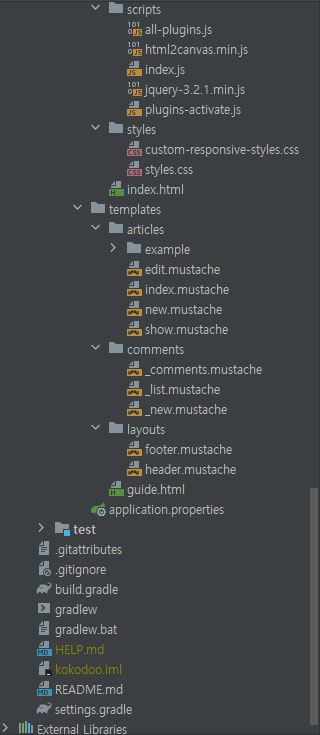 scripts
all-plugins.js
html2canvas.min.js
index.js
jquery-3.2.1.min.js
plugins-activate.js
styles
custom-responsive-styles.css
styles.css
index.html
templates
articles
example
edit.mustache
index.mustache
new.mustache
show.mustache
comments
_comments.mustache
_list.mustache
_new.mustache
layouts
footer.mustache
header.mustache
guide.html
application.properties
test
.gitattributes
.gitignore
build.gradle
gradlew
gradlew.bat
HELP.md
kokodoo.iml
README.md
settings.gradle
External Libraries